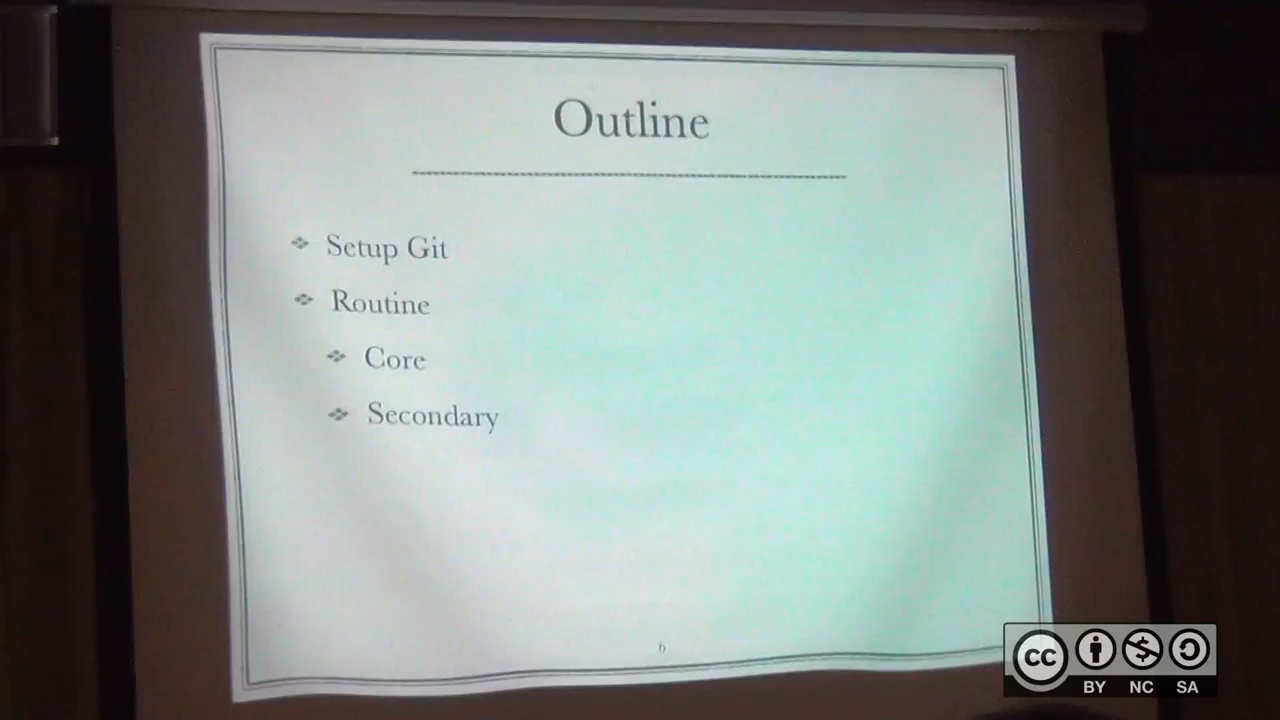 Outline
Setup Git
Routine
Core
Secondary
6
CC
BY NC SA